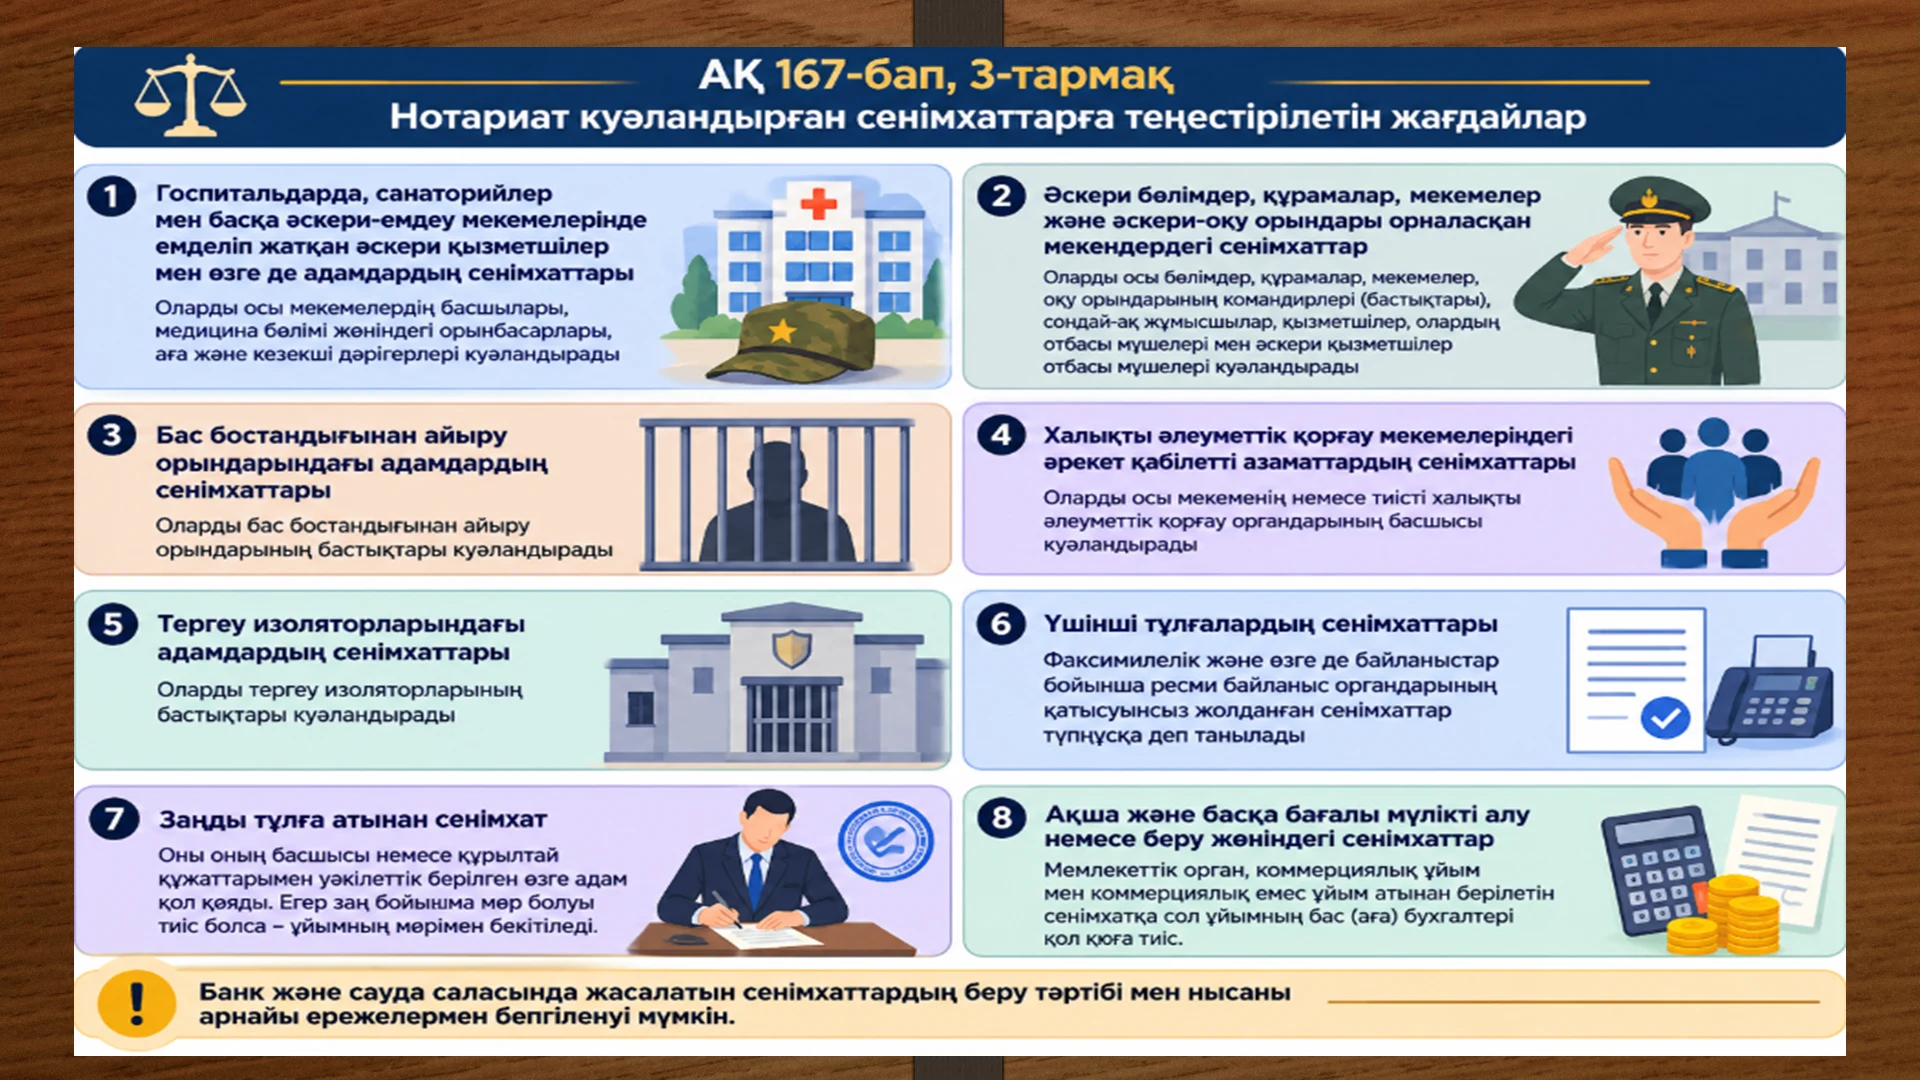 АҚ 167-бап, 3-тармақ
Нотариат куәландырған сенімхаттарға теңестірілетін жағдайлар
1
Госпитальдарда, санаторийлер
мен басқа әскери-емдеу мекемелерінде
емделіп жатқан әскери қызметшілер
мен өзге де адамдардың сенімхаттары
Оларды осы мекемелердің басшылары,
медицина бөлімі жөніндегі орынбасарлары,
аға және кезекші дәрігерлері куәландырады
2
Әскери бөлімдер, құрамалар, мекемелер
және әскери-оқу орындары орналасқан
мекендердегі сенімхаттар
Оларды осы бөлімдер, құрамалар, мекемелер,
оқу орындарының командирлері (бастықтары),
сондай-ақ жұмысшылар, қызметшілер, олардың
отбасы мүшелері мен әскери қызметшілер
отбасы мүшелері куәландырады
3
Бас бостандығынан айыру
орындарындағы адамдардың
сенімхаттары
Оларды бас бостандығынан айыру
орындарының бастықтары куәландырады
4
Халықты әлеуметтік қорғау мекемелеріндегі
әрекет қабілетті азаматтардың сенімхаттары
Оларды осы мекеменің немесе тиісті халықты
әлеуметтік қорғау органдарының басшысы
куәландырады
5
Тергеу изоляторларындағы
адамдардың сенімхаттары
Оларды тергеу изоляторларының
бастықтары куәландырады
6
Үшінші тұлғалардың сенімхаттары
Факсимилелік және өзге де байланыстар
бойынша ресми байланыс органдарының
қатысуынсыз жолданған сенімхаттар
түпнұсқа деп танылады
7
Заңды тұлға атынан сенімхат
Оны оның басшысы немесе құрылтай
құжаттарымен уәкілеттік берілген өзге адам
қол қөяды. Егер заң бойышма мөр болуы
тиіс болса – ұйымның мөрімен бекітіледі.
8
Ақша және басқа бағалы мүлікті алу
немесе беру жөніндегі сенімхаттар
Мемлекеттік орган, коммерциялық ұйым
мен коммерциялық емес ұйым атынан берілетін
сенімхатқа сол ұйымның бас (аға) бухгалтері
қол қюға тиіс.
!
Банк және сауда саласында жасалатын сенімхаттардың беру тәртібі мен нысаны
арнайы ережелермен бепгіленуі мүмкін.